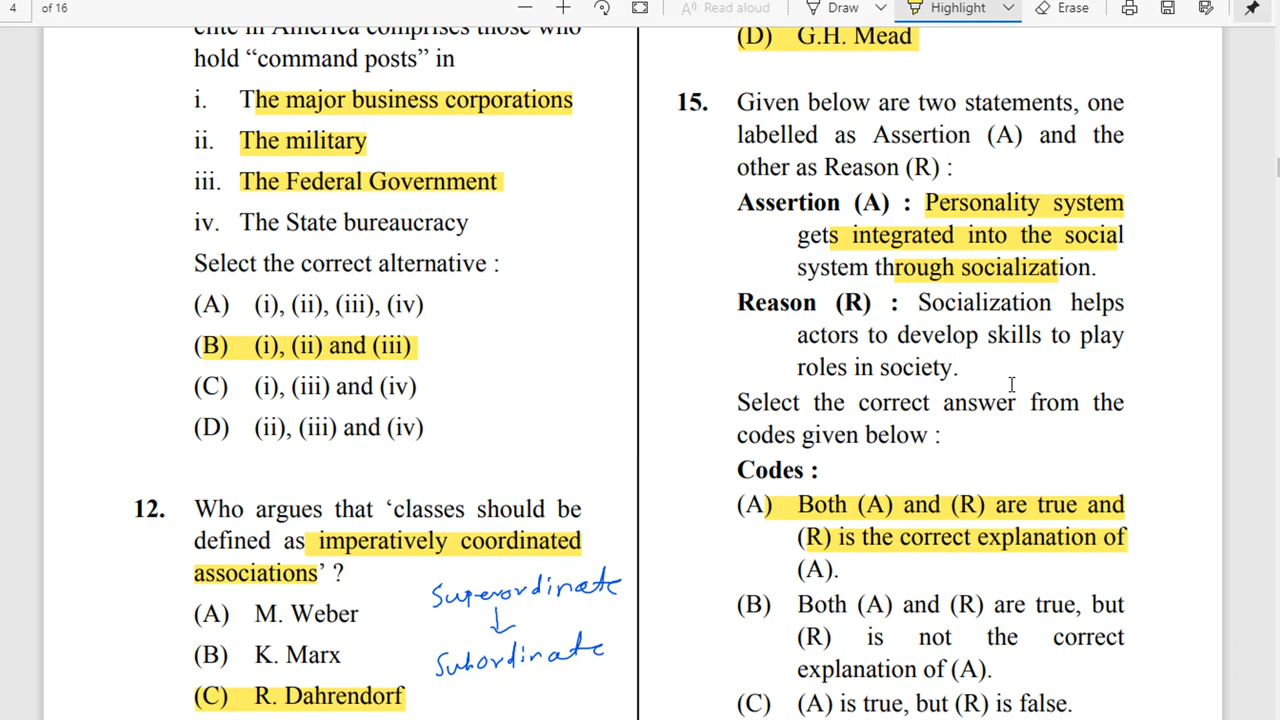 4 of 16
Read aloud
Draw
Highlight
Erase
elite in America comprises those who
hold “command posts” in
i. The major business corporations
ii. The military
iii. The Federal Government
iv. The State bureaucracy
Select the correct alternative :
(A) (i), (ii), (iii), (iv)
(B) (i), (ii) and (iii)
(C) (i), (iii) and (iv)
(D) (ii), (iii) and (iv)
12. Who argues that ‘classes should be
defined as imperatively coordinated
associations’ ?
Superordinate
Subordinate
(A) M. Weber
(B) K. Marx
(C) R. Dahrendorf
(D) G.H. Mead
15. Given below are two statements, one
labelled as Assertion (A) and the
other as Reason (R) :
Assertion (A) : Personality system
gets integrated into the social
system through socialization.
Reason (R) : Socialization helps
actors to develop skills to play
roles in society.
Select the correct answer from the
codes given below :
Codes :
(A) Both (A) and (R) are true and
(R) is the correct explanation of
(A).
(B) Both (A) and (R) are true, but
(R) is not the correct
explanation of (A).
(C) (A) is true, but (R) is false.